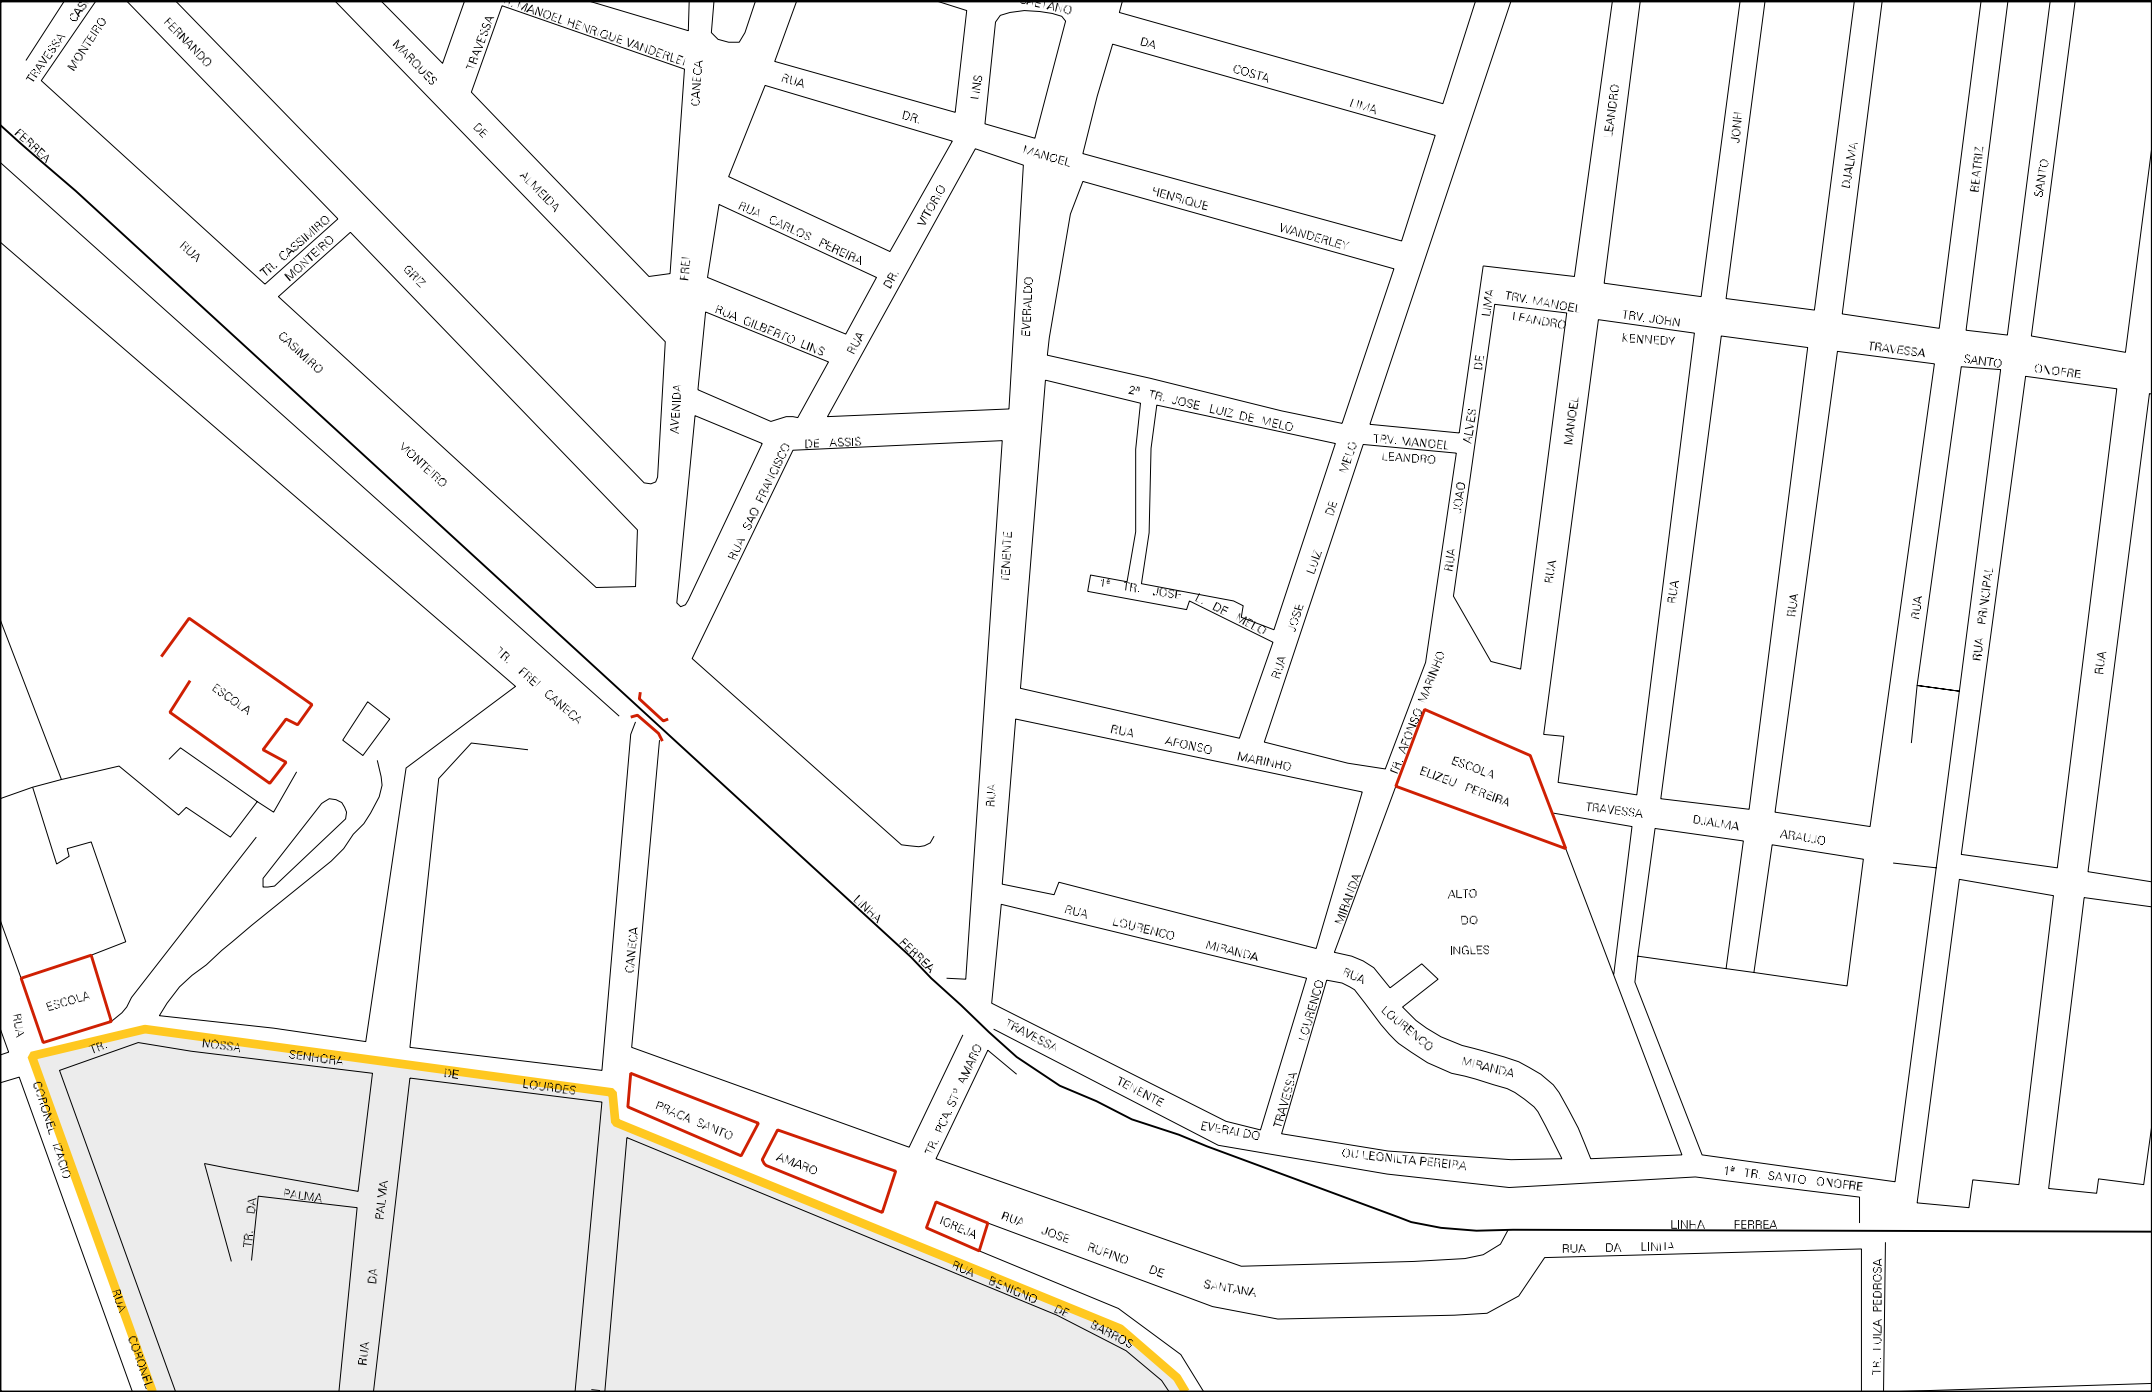 TRAVESSA
MONTEIRO
FERNANDO
MARQUES
TRAVESSA
MANOEL HENRIQUE VANDERLEI
CANECA
RUA
DR.
MANOEL
HENRIQUE
WANDERLEY
LINS
CAETANO
DA
COSTA
LIMA
LEANDRO
JONH
DJALMA
BEATRIZ
SANTO
FERREA
RUA
CASIMIRO
MONTEIRO
TR. CASSIMIRO
MONTEIRO
GRIZ
DE
ALMEIDA
FREI
AVENIDA
RUA CARLOS PEREIRA
VITORIO
DR.
RUA
RUA GILBERTO LINS
RUA SAO FRANCISCO
DE ASSIS
EVERALDO
TENENTE
RUA
2ª TR. JOSE LUIZ DE MELO
1ª TR. JOSE L. DE MELO
MELO
DE
LUIZ
JOSE
RUA
TRV. MANOEL
LEANDRO
LIMA
DE
ALVES
JOAO
RUA
TRV. MANOEL
LEANDRO
TRV. JOHN
KENNEDY
TRAVESSA
SANTO
ONOFRE
MANOEL
RUA
RUA
RUA
RUA
RUA PRINCIPAL
RUA
ESCOLA
TR. FREI CANECA
RUA AFONSO MARINHO
TR. AFONSO MARINHO
ESCOLA
ELIZEU PEREIRA
TRAVESSA
DJALMA
ARAUJO
ALTO
DO
INGLES
MIRANDA
RUA LOURENCO MIRANDA
RUA
LOURENCO
MIRANDA
LOURENCO
TRAVESSA
LINHA
FERREA
CANECA
ESCOLA
RUA
TR.
NOSSA
SENHORA
DE
LOURDES
CORONEL IZACIO
RUA
CORONEL
PALMA
TR. DA
PALMA
DA
RUA
PRACA SANTO
AMARO
IGREJA
TR. PCA. STº AMARO
TRAVESSA
TENENTE
EVERALDO
OU LEONILTA PEREIRA
1ª TR. SANTO ONOFRE
LINHA FERREA
RUA DA LINHA
RUA JOSE RUFINO DE SANTANA
RUA BENIGNO DE BARROS
TR. LUIZA PEDROSA